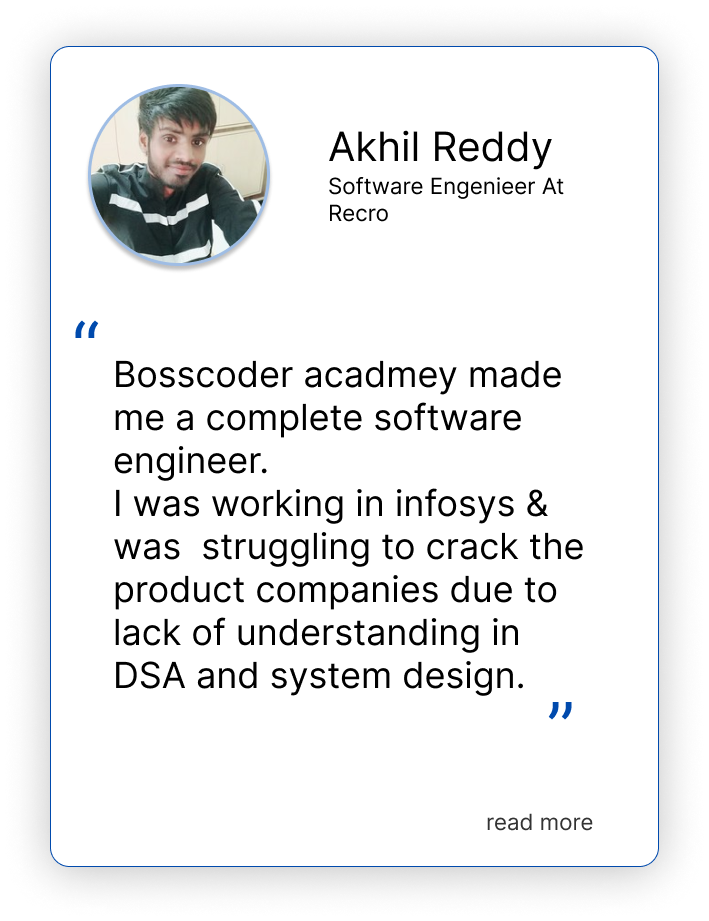 Akhil Reddy
Software Engenieer At
Recro
“
Bosscoder acadmey made
me a complete software
engineer.
I was working in infosys &
was  struggling to crack the
product companies due to
lack of understanding in
DSA and system design.
”
read more